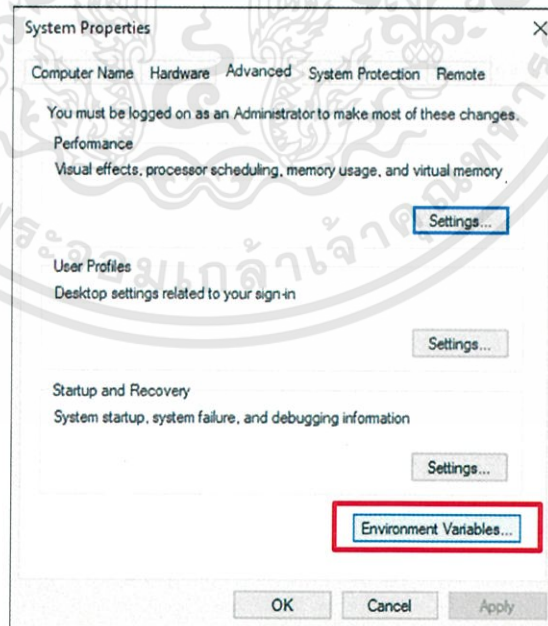 System Properties
Computer Name Hardware Advanced System Protection Remote
You must be logged on as an Administrator to make most of these changes.
Performance
Visual effects, processor scheduling, memory usage, and virtual memory
Settings...
User Profiles
Desktop settings related to your sign-in
Settings...
Startup and Recovery
System startup, system failure, and debugging information
Settings...
Environment Variables...
OK Cancel Apply